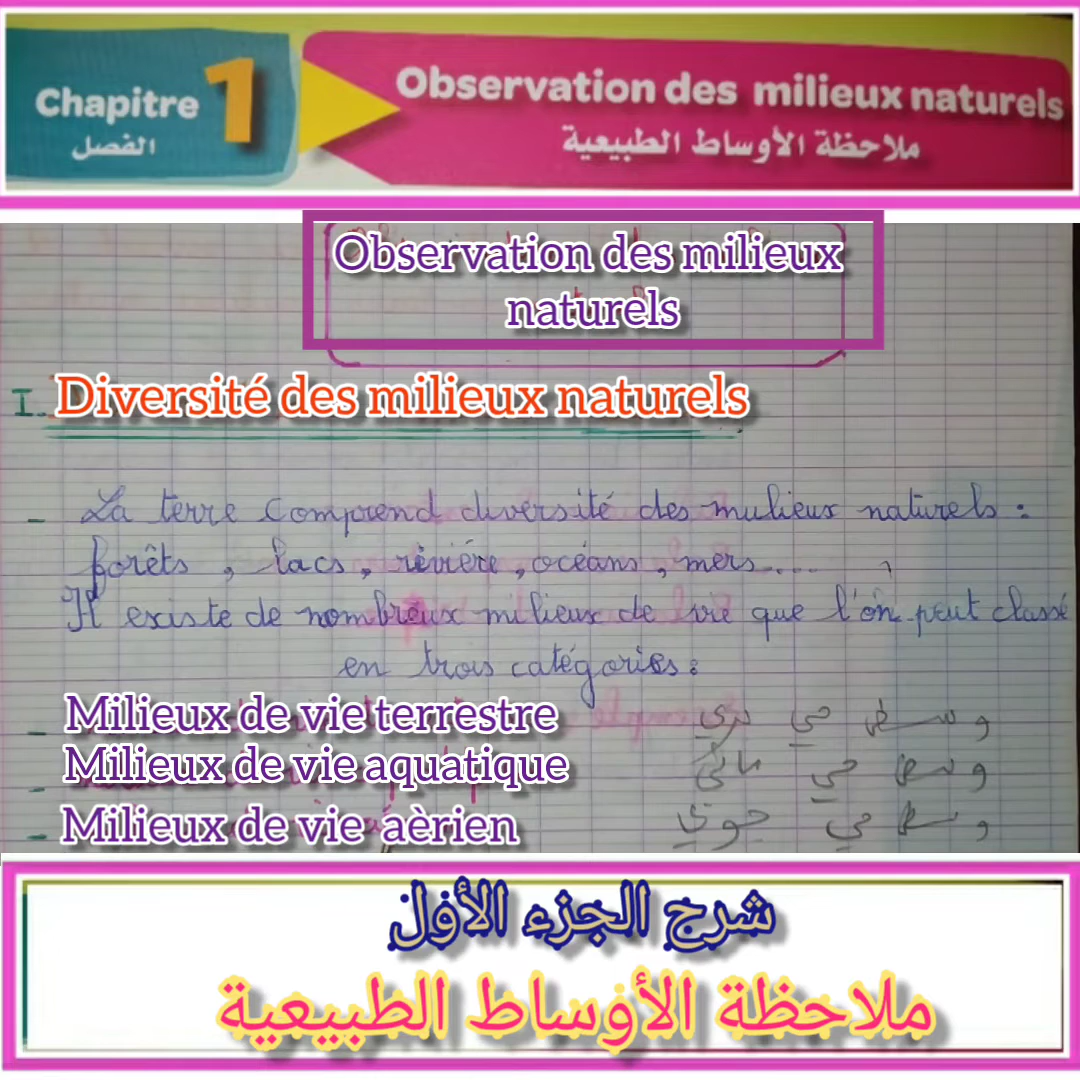 Chapitre 1
الفصل
Observation des milieux naturels
ملاحظة الأوساط الطبيعية
Observation des milieux
naturels
I. Diversité des milieux naturels
- La terre comprend diversité des mulieux naturels :
forêts , lacs , rèviére , océans , mers....
Il existe de nombreux milieux de vie que l'on peut classé
en trois catégories :
- Milieux de vie terrestre وسط حي بري
- Milieux de vie aquatique وسط حي مائي
- Milieux de vie aèrien وسط حي جوي
شرح الجزء الأول
ملاحظة الأوساط الطبيعية